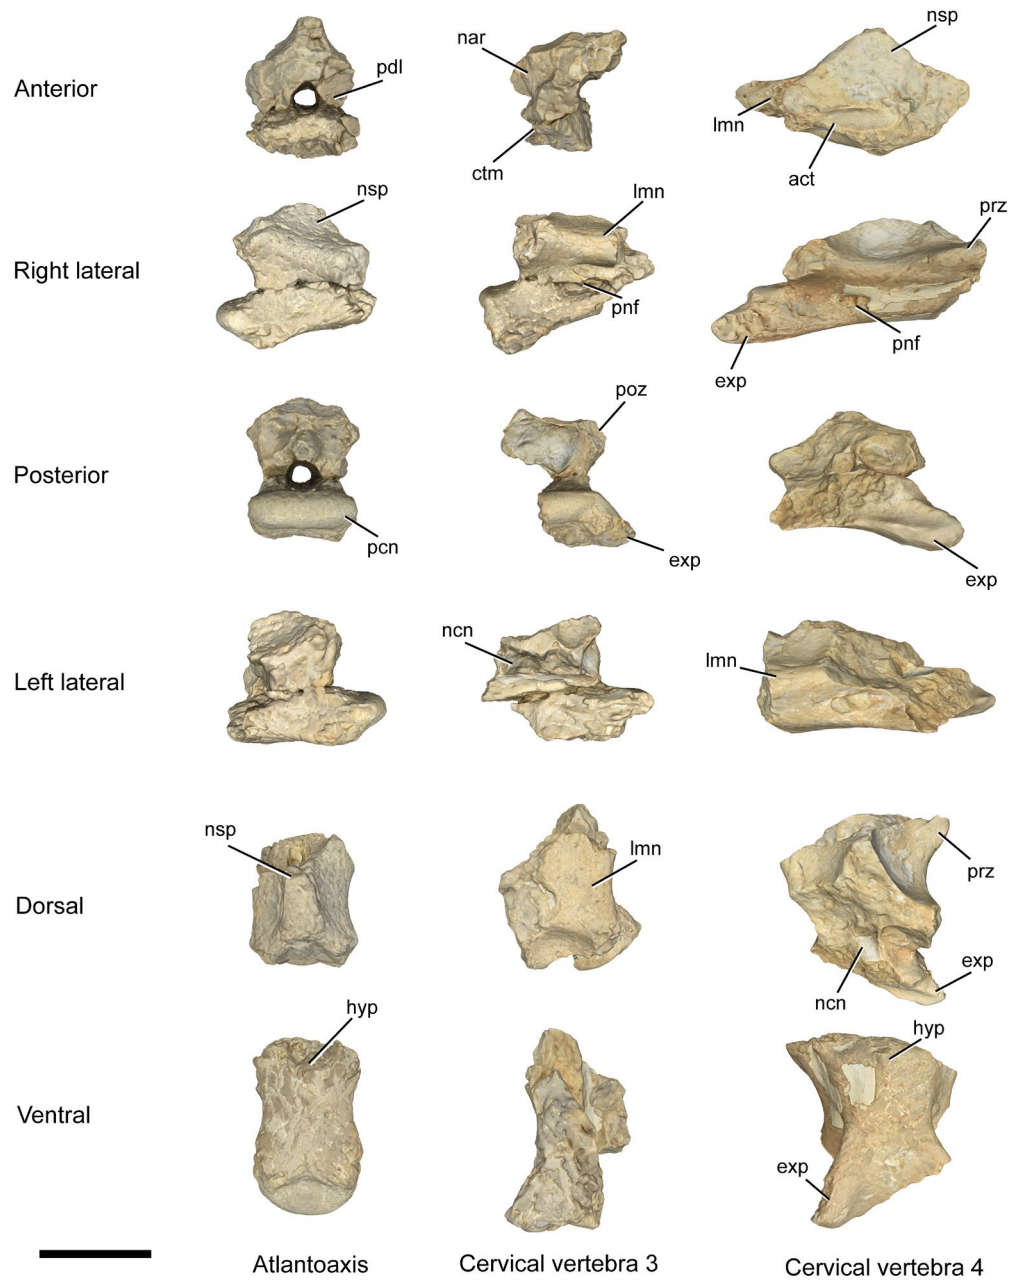 Anterior
pdl
nar
ctm
nsp
lmn
act
Right lateral
nsp
lmn
pnf
prz
pnf
exp
Posterior
pcn
poz
exp
exp
Left lateral
ncn
lmn
Dorsal
nsp
lmn
prz
exp
ncn
Ventral
hyp
hyp
exp
Atlantoaxis
Cervical vertebra 3
Cervical vertebra 4